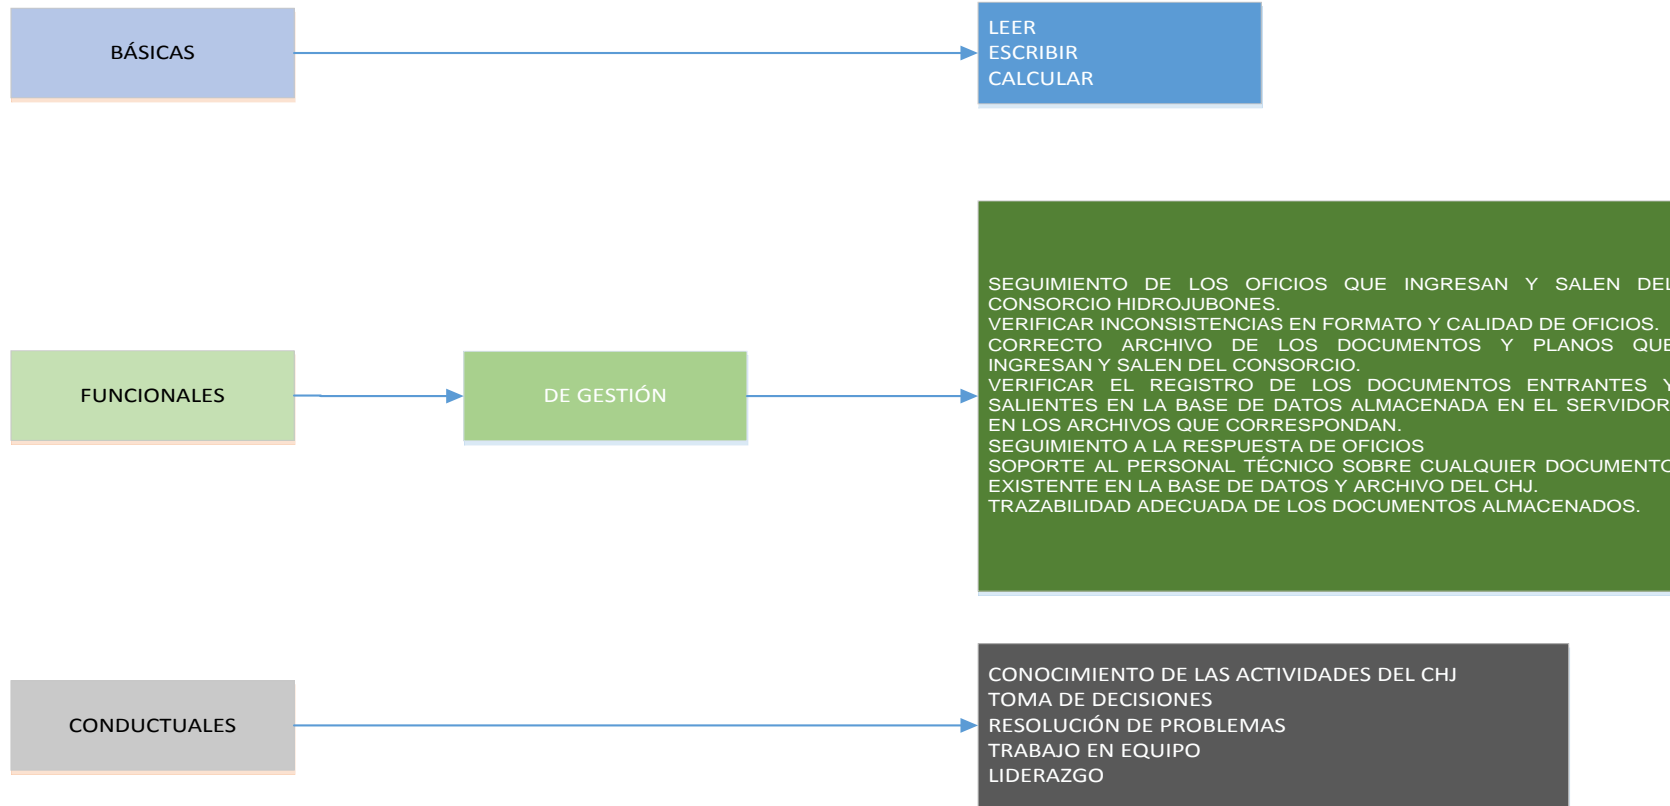 BÁSICAS
LEER
ESCRIBIR
CALCULAR
FUNCIONALES
DE GESTIÓN
SEGUIMIENTO DE LOS OFICIOS QUE INGRESAN Y SALEN DEL
CONSORCIO HIDROJUBONES.
VERIFICAR INCONSISTENCIAS EN FORMATO Y CALIDAD DE OFICIOS.
CORRECTO ARCHIVO DE LOS DOCUMENTOS Y PLANOS QUE
INGRESAN Y SALEN DEL CONSORCIO.
VERIFICAR EL REGISTRO DE LOS DOCUMENTOS ENTRANTES Y
SALIENTES EN LA BASE DE DATOS ALMACENADA EN EL SERVIDOR,
EN LOS ARCHIVOS QUE CORRESPONDAN.
SEGUIMIENTO A LA RESPUESTA DE OFICIOS
SOPORTE AL PERSONAL TÉCNICO SOBRE CUALQUIER DOCUMENTO
EXISTENTE EN LA BASE DE DATOS Y ARCHIVO DEL CHJ.
TRAZABILIDAD ADECUADA DE LOS DOCUMENTOS ALMACENADOS.
CONDUCTUALES
CONOCIMIENTO DE LAS ACTIVIDADES DEL CHJ
TOMA DE DECISIONES
RESOLUCIÓN DE PROBLEMAS
TRABAJO EN EQUIPO
LIDERAZGO